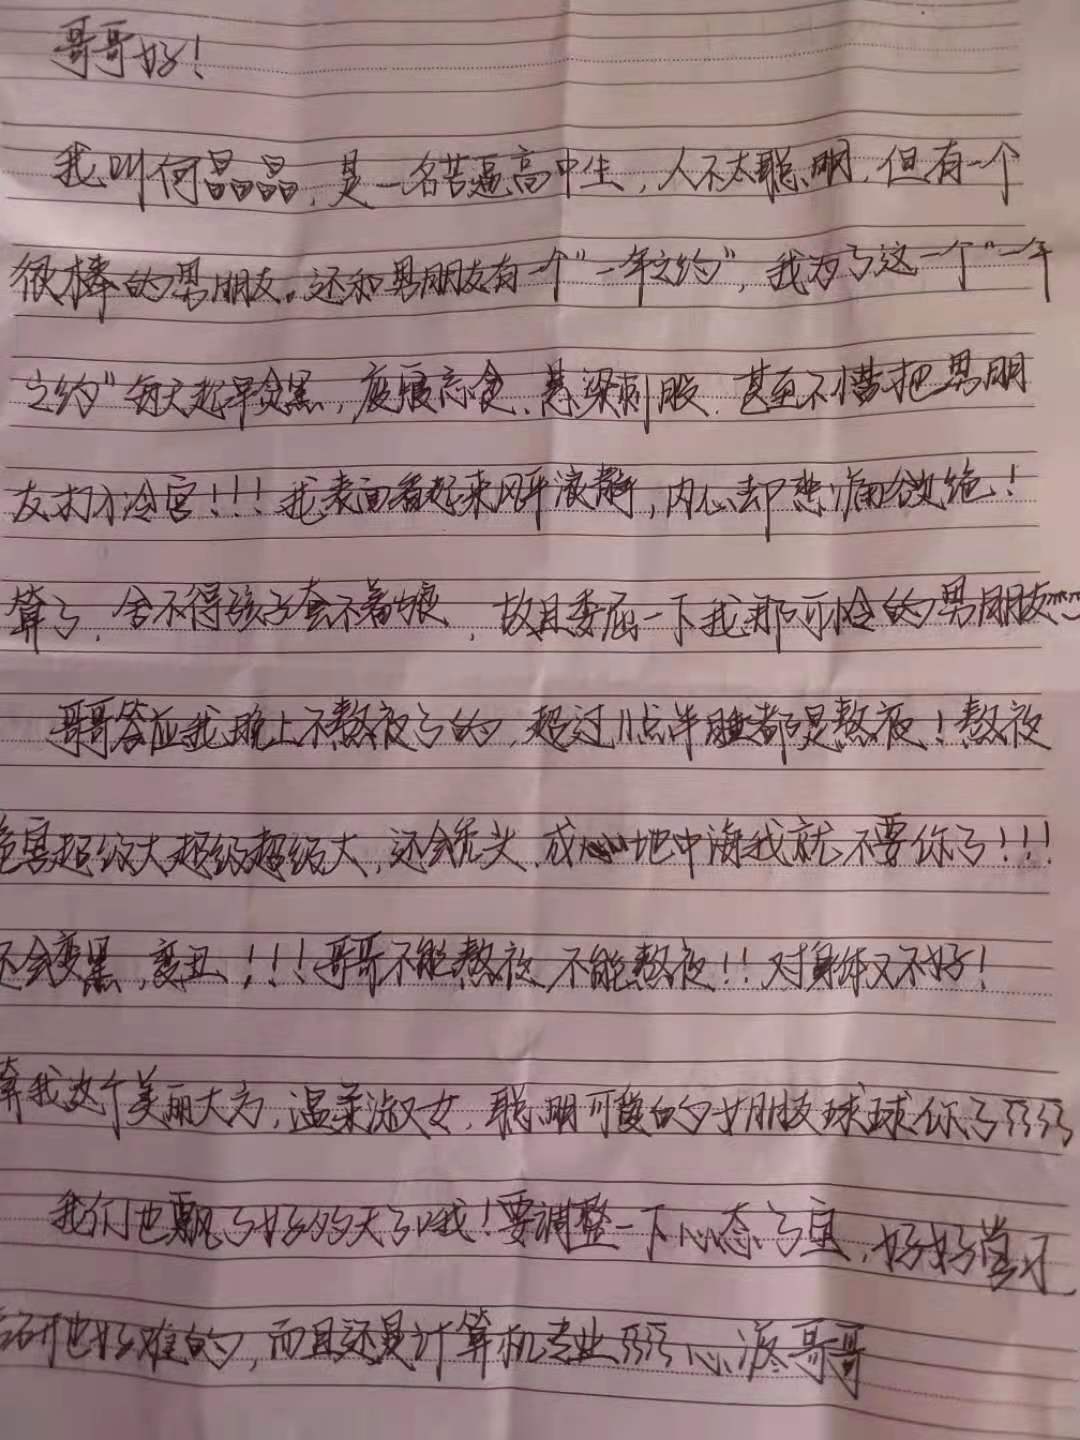 哥哥好!
我叫何晶晶,是一名苦逼高中生,人不太聪明,但有一个
很棒的男朋友。还和男朋友有一个"一年之约",我为了这一个"一年
之约"每天起早贪黑,废寝忘食、悬梁刺股.甚至不惜把男朋
友打入冷宫!!!我表面看起来风平浪静,内心却悲痛欲绝!
算了,舍不得孩子套不着狼,故且委屈一下我那可怜的男朋友
哥哥答应我晚上不熬夜了的,超过11点半睡都是熬夜!熬夜
危害超级大超级超级大,还会秃头,成地中海我就不要你了!!!
还会变黑,变丑!!!哥哥不能熬夜不能熬夜!!对身体又不好!
算我这个美丽大方,温柔淑女,聪明可爱的女朋友球球你了
我们也飘了好多天了哦!要调整一下心态了宝,好好学习
考研也好难的,而且还是计算机专业 心疼哥哥